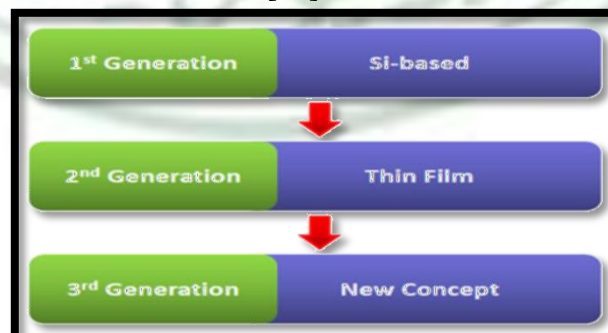 1st Generation Si-based
2nd Generation Thin Film
3rd Generation New Concept